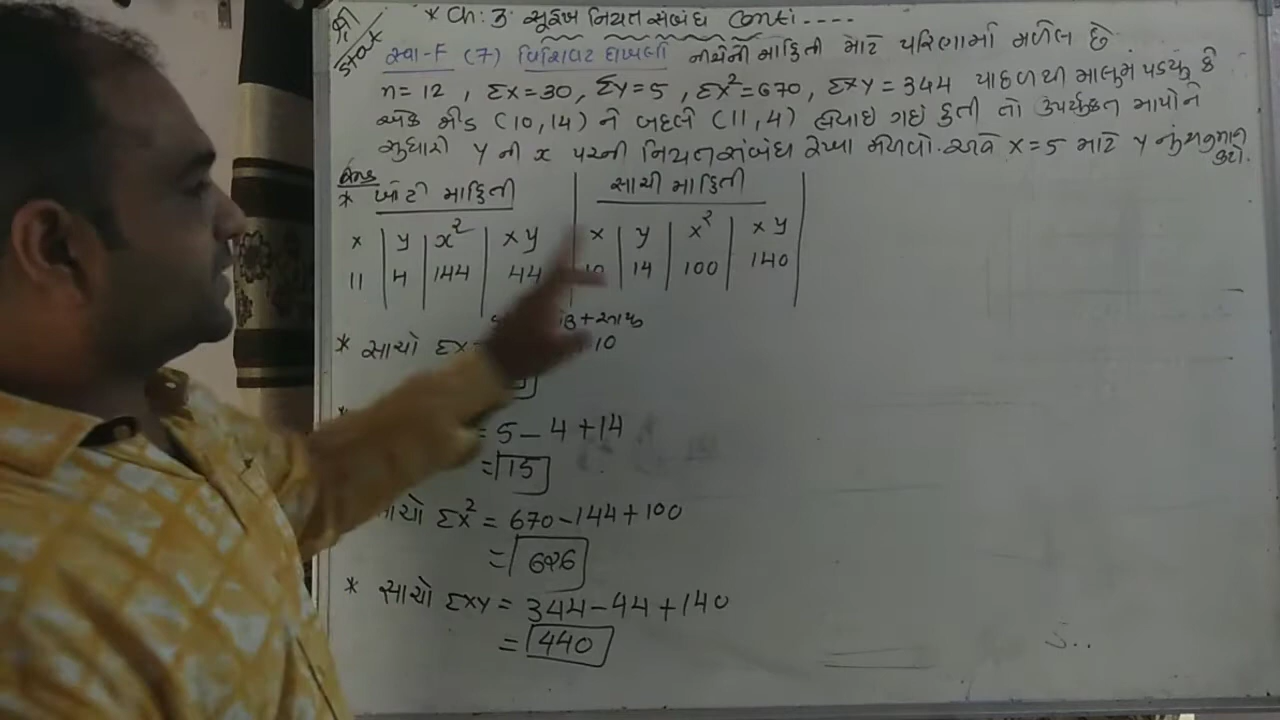 શ્રી
Stat
* Ch: 3 સુરેખ નિયત સંબંધ Conti ----
સ્વા-F (7) નીચેની માહિતી માટે પરિણામો મળેલ છે
n = 12 , Σx = 30, Σy = 5 , Σx² = 670, Σxy = 344 પાછળથી માલુમ પડ્યુ કે
એક જોડ (10, 14) ને બદલે (11, 4) લેવાઇ ગઇ હતી તો ઉપર્યુક્ત માપોને
સુધારી y ની x પરની નિયતસંબંધ રેખા મેળવો. અને x = 5 માટે y નું અનુમાન
કરો.
Ans
* ખોટી માહિતી
સાચી માહિતી
x y x² xy
x y x² xy
11 4 144 44
10 14 100 140
* સાચો Σx = 10
= 5 - 4 + 14
= 15
સાચો Σx² = 670 - 144 + 100
= 626
* સાચો Σxy = 344 - 44 + 140
= 440